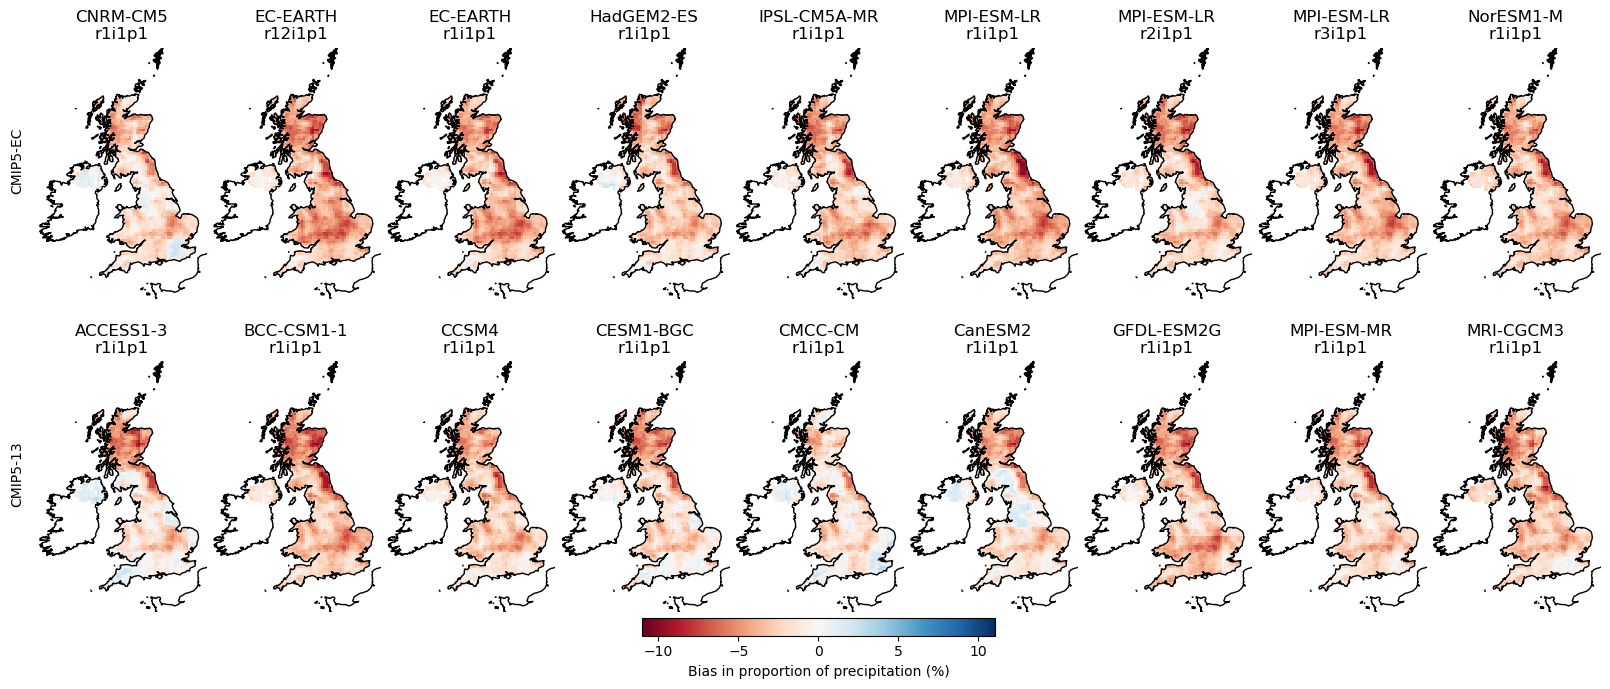 CNRM-CM5
r1i1p1
EC-EARTH
r12i1p1
EC-EARTH
r1i1p1
HadGEM2-ES
r1i1p1
IPSL-CM5A-MR
r1i1p1
MPI-ESM-LR
r1i1p1
MPI-ESM-LR
r2i1p1
MPI-ESM-LR
r3i1p1
NorESM1-M
r1i1p1
CMIP5-EC
ACCESS1-3
r1i1p1
BCC-CSM1-1
r1i1p1
CCSM4
r1i1p1
CESM1-BGC
r1i1p1
CMCC-CM
r1i1p1
CanESM2
r1i1p1
GFDL-ESM2G
r1i1p1
MPI-ESM-MR
r1i1p1
MRI-CGCM3
r1i1p1
CMIP5-13
−10 −5 0 5 10
Bias in proportion of precipitation (%)